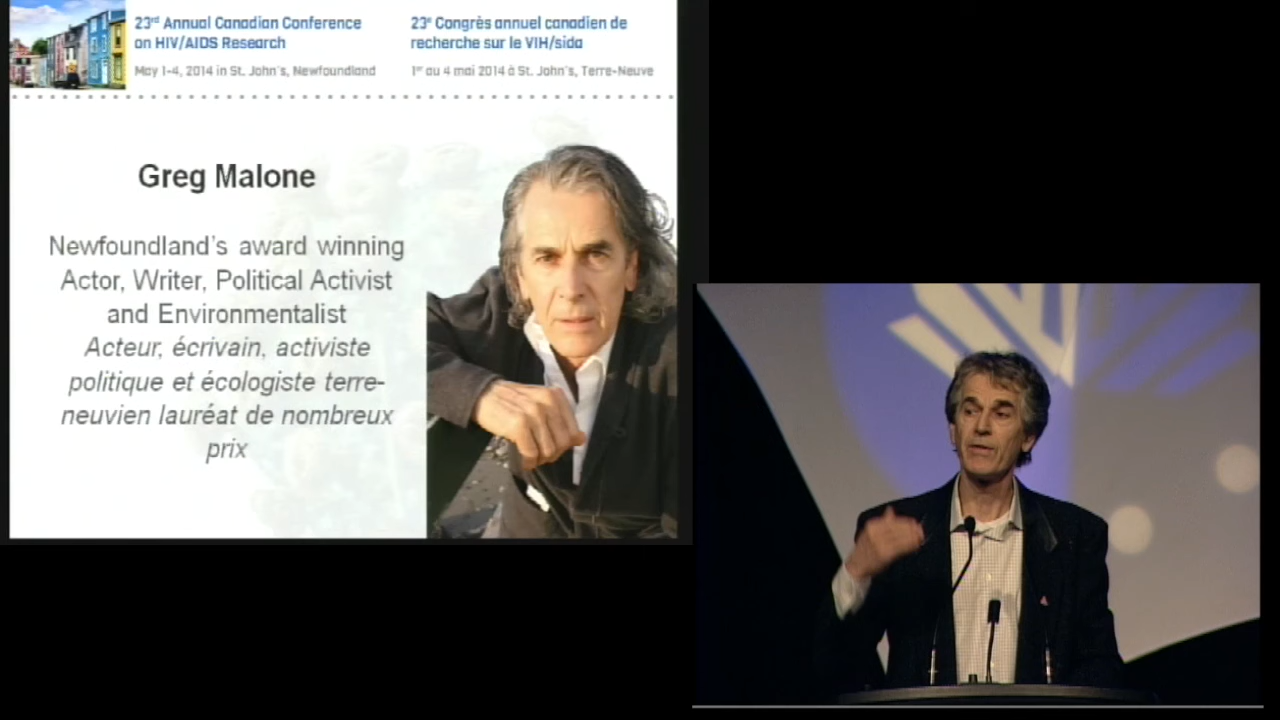 23rd Annual Canadian Conference
on HIV/AIDS Research
May 1-4, 2014 in St. John's, Newfoundland
23e Congrès annuel canadien de
recherche sur le VIH/sida
1er au 4 mai 2014 à St. John's, Terre-Neuve
Greg Malone
Newfoundland's award winning
Actor, Writer, Political Activist
and Environmentalist
Acteur, écrivain, activiste
politique et écologiste terre-
neuvien lauréat de nombreux
prix